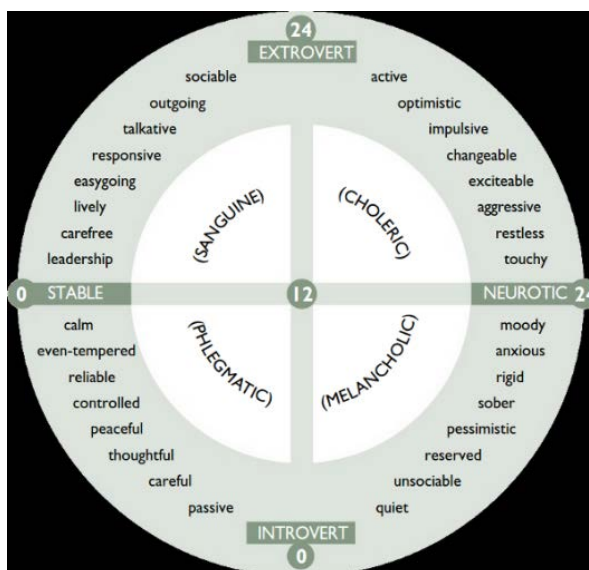 24
EXTROVERT
sociable
outgoing
talkative
responsive
easygoing
lively
carefree
leadership
active
optimistic
impulsive
changeable
exciteable
aggressive
restless
touchy
(SANGUINE)
(CHOLERIC)
0 STABLE
12
NEUROTIC 24
calm
even-tempered
reliable
controlled
peaceful
thoughtful
careful
passive
(PHLEGMATIC)
(MELANCHOLIC)
moody
anxious
rigid
sober
pessimistic
reserved
unsociable
quiet
INTROVERT
0